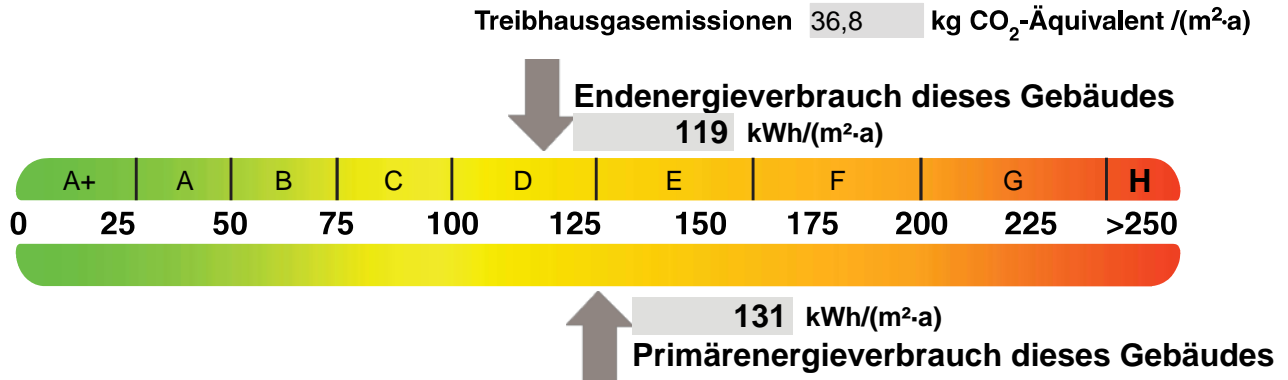 Treibhausgasemissionen 36,8 kg CO₂-Äquivalent /(m²·a)
Endenergieverbrauch dieses Gebäudes
119 kWh/(m²·a)
A+ A B C D E F G H
0 25 50 75 100 125 150 175 200 225 >250
131 kWh/(m²·a)
Primärenergieverbrauch dieses Gebäudes